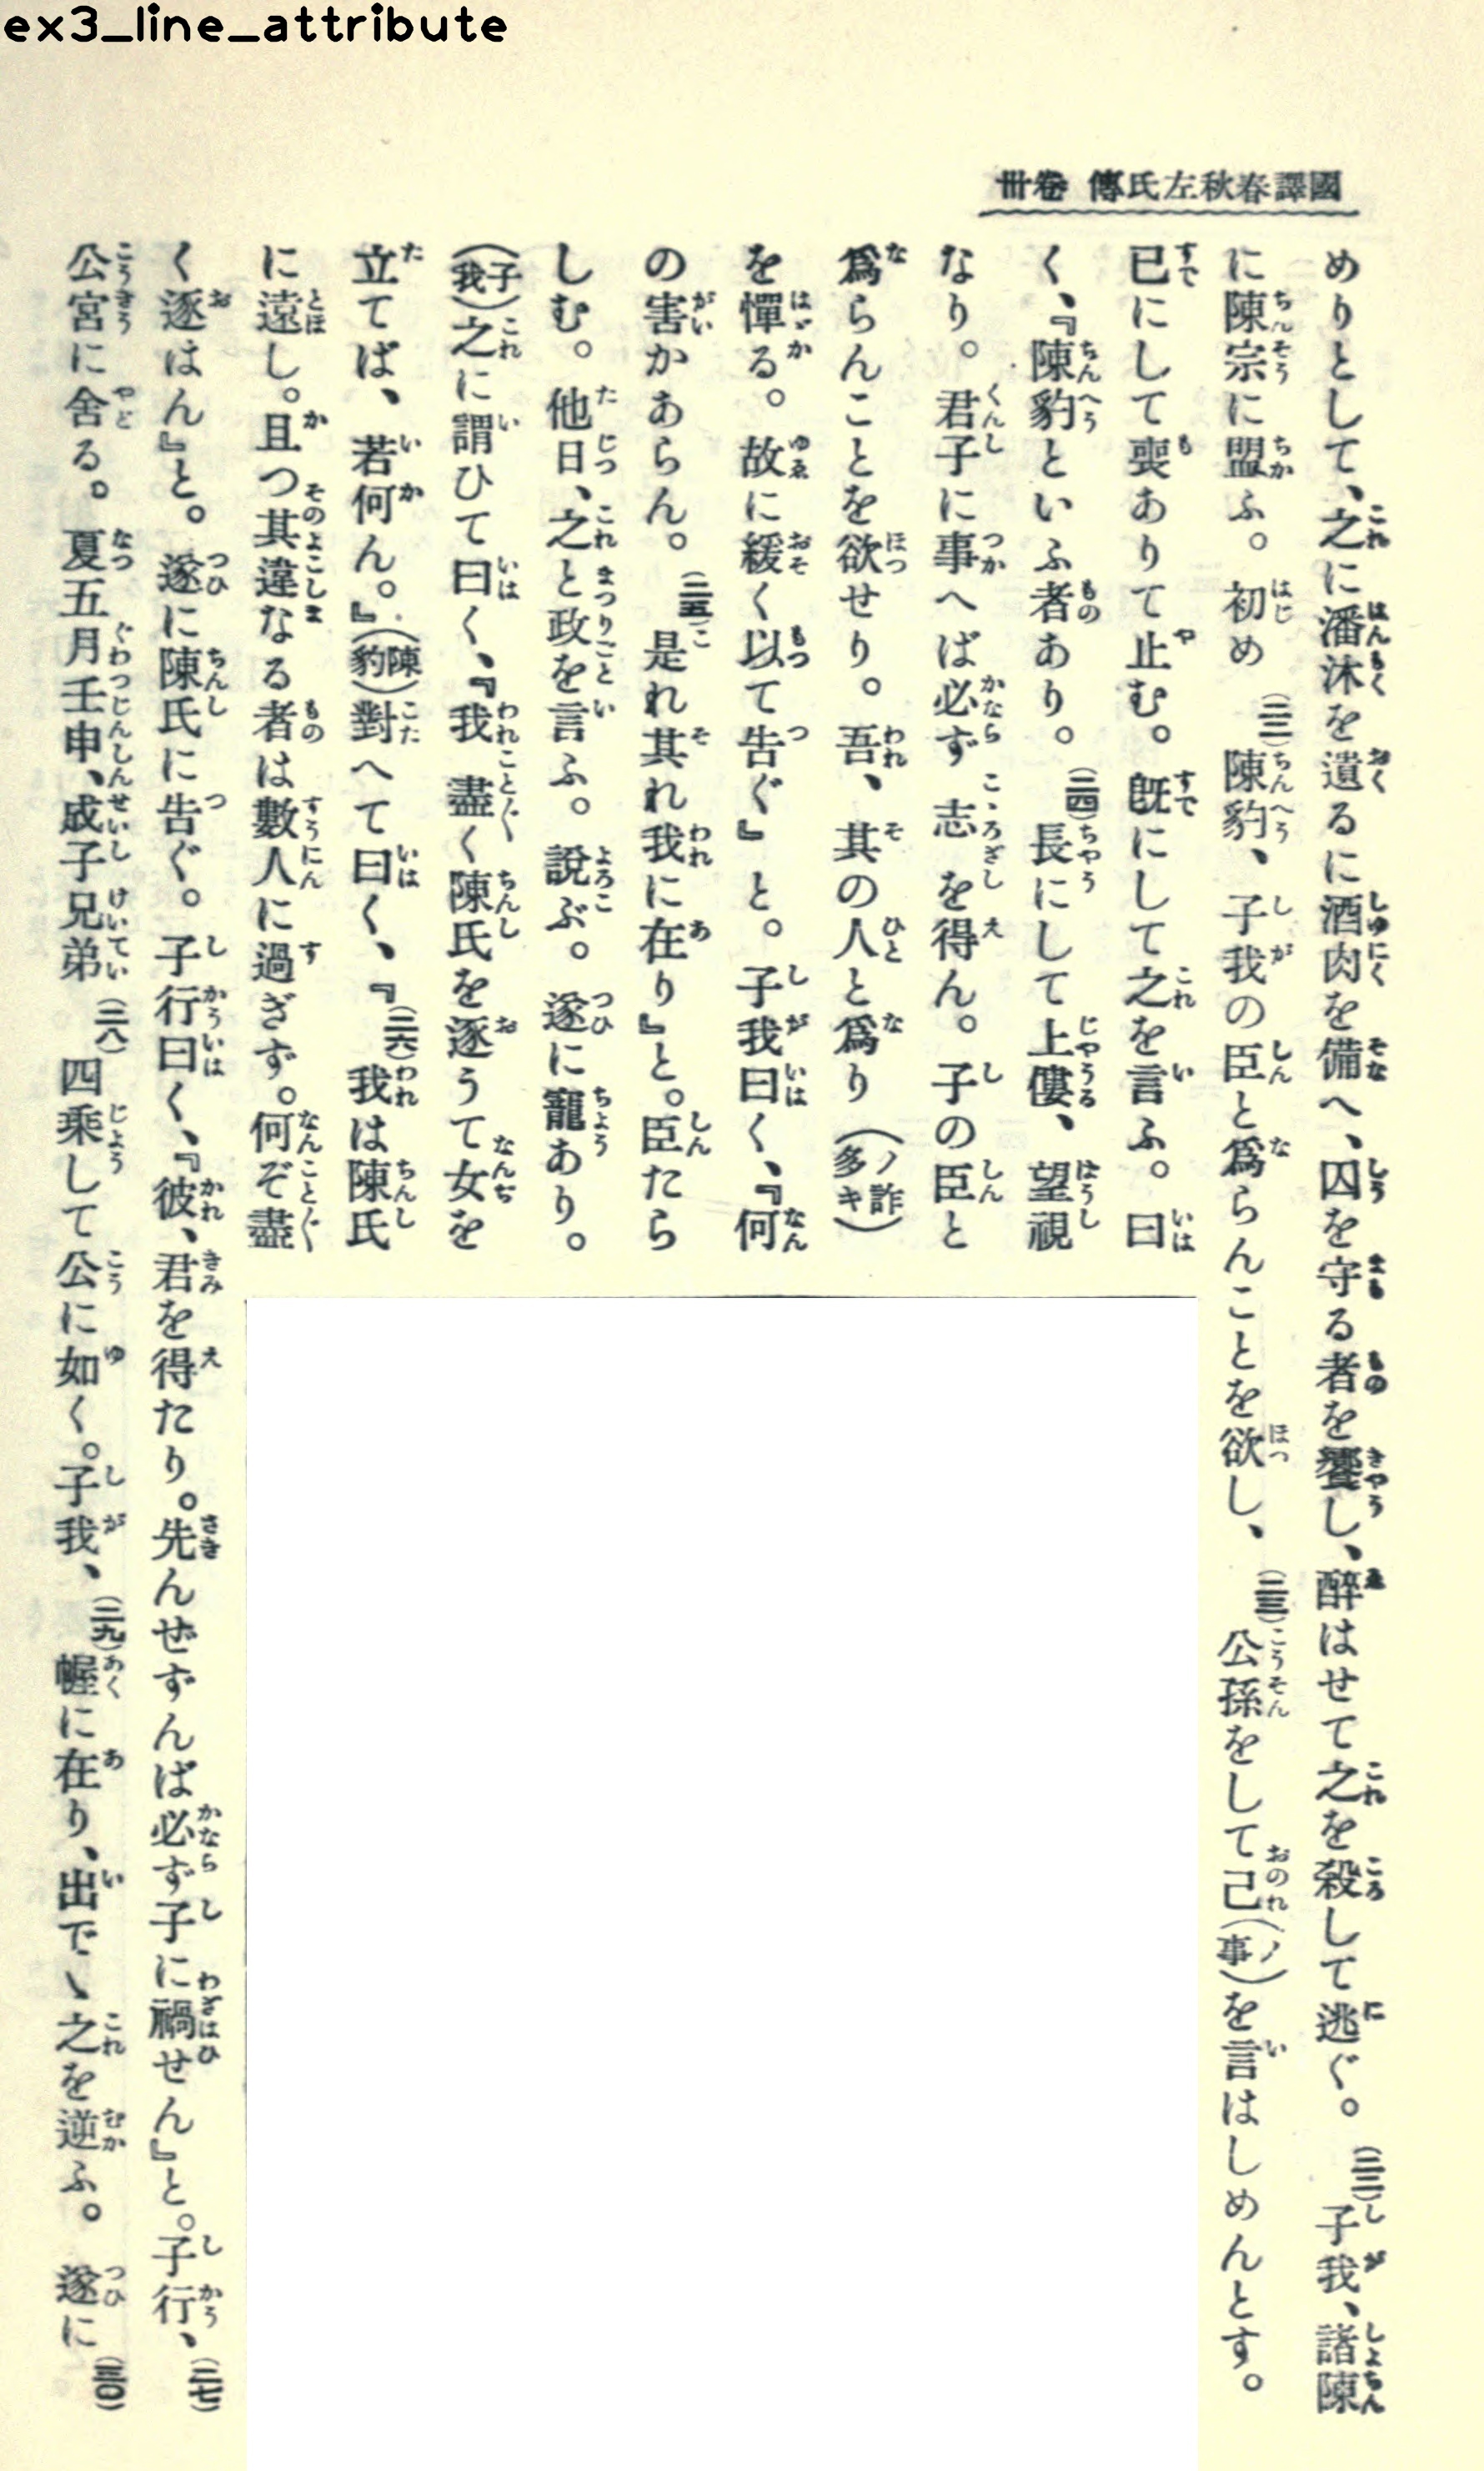 ex3_line_attribute
國譯春秋左氏傳 卷卅
めりとして、之に潘沐を遺るに酒肉を備へ、囚を守る者を饗し、醉はせて之を殺して逃ぐ。(三二)子我、諸陳
に陳宗に盟ふ。初め(三三)陳豹、子我の臣と爲らんことを欲し、(三三)公孫をして己(ノ事)を言はしめんとす。
已にして喪ありて止む。既にして之を言ふ。曰
く、『陳豹といふ者あり。(二四)長にして上僂、望視
なり。君子に事へば必ず志を得ん。子の臣と
爲らんことを欲せり。吾、其の人と爲り(ノ詐多キ)
を憚る。故に緩く以て告ぐ』と。子我曰く、『何
の害かあらん。(二五)是れ其れ我に在り』と。臣たら
しむ。他日、之と政を言ふ。說ぶ。遂に寵あり。
(子我)之に謂ひて曰く、『我盡く陳氏を逐うて女を
立てば、若何ん。』(陳豹)對へて曰く、『(二六)我は陳氏
に遠し。且つ其違なる者は數人に過ぎず。何ぞ盡
く逐はん』と。遂に陳氏に告ぐ。子行曰く、『彼、君を得たり。先んぜずんば必ず子に禍せん』と。子行、(二七)
公宮に舍る。夏五月壬申、成子兄弟(二八)四乘して公に如く。子我、(二九)幄に在り、出でゝ之を逆ふ。遂に(三〇)